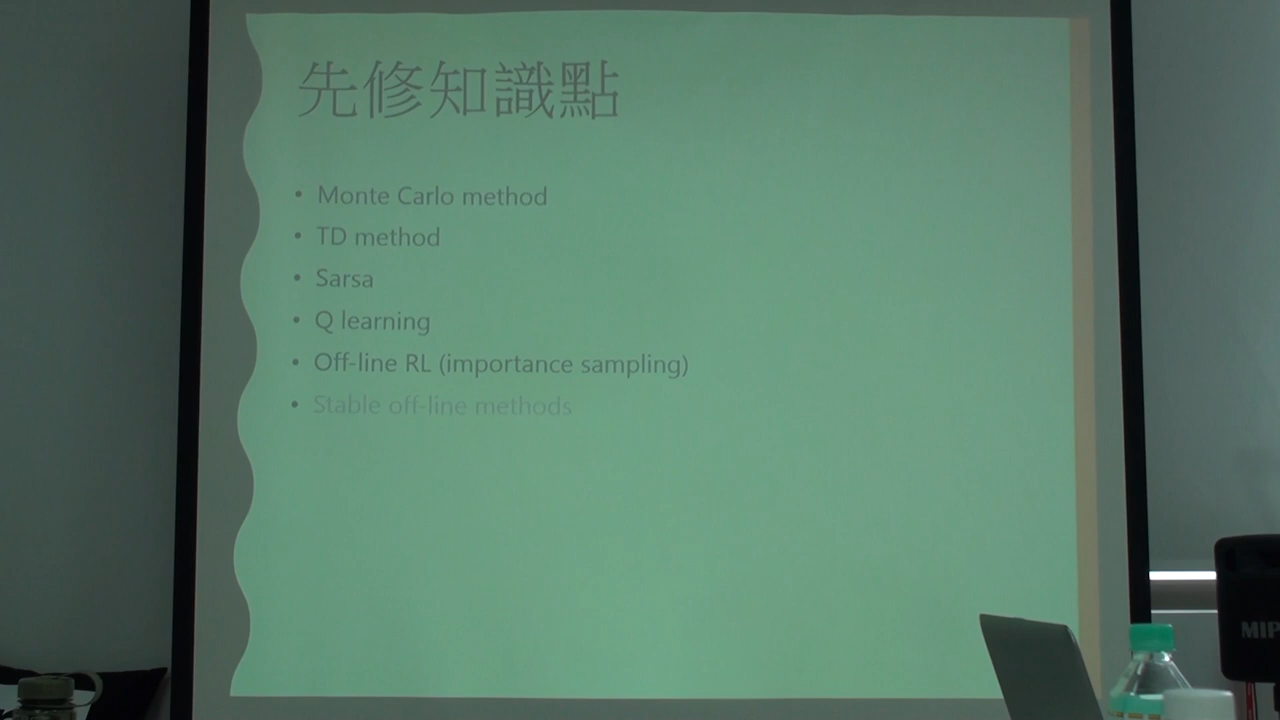 先修知識點
• Monte Carlo method
• TD method
• Sarsa
• Q learning
• Off-line RL (importance sampling)
• Stable off-line methods
MIP